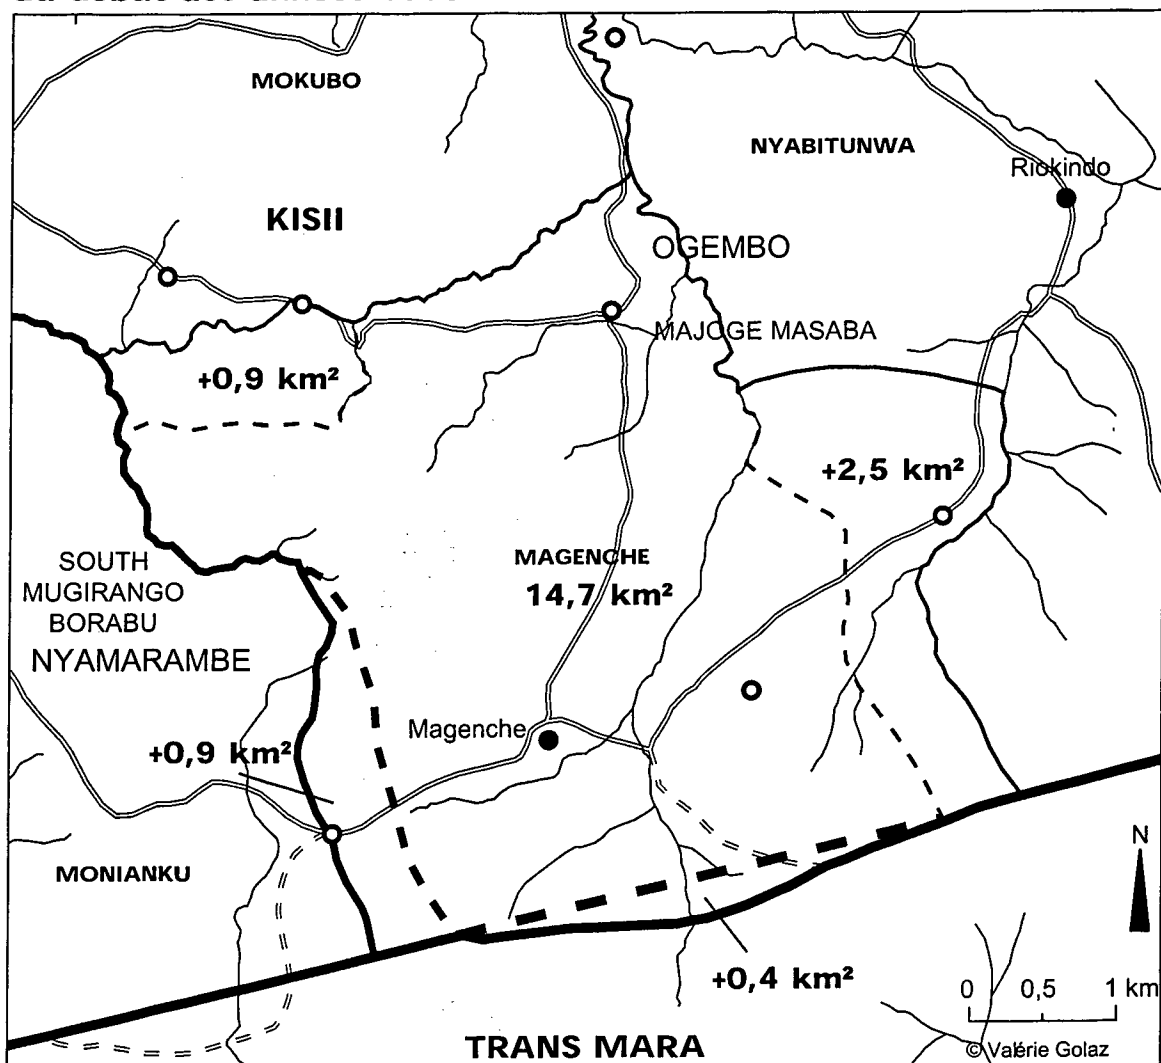 MOKUBO
NYABITUNWA
Riokindo
KISII
OGEMBO
MAJOGE MASABA
+0,9 km²
+2,5 km²
SOUTH
MUGIRANGO
BORABU
NYAMARAMBE
MAGENCHE
14,7 km²
Magenche
+0,9 km²
MONIANKU
N
+0,4 km²
0 0,5 1 km
TRANS MARA
© Valérie Golaz